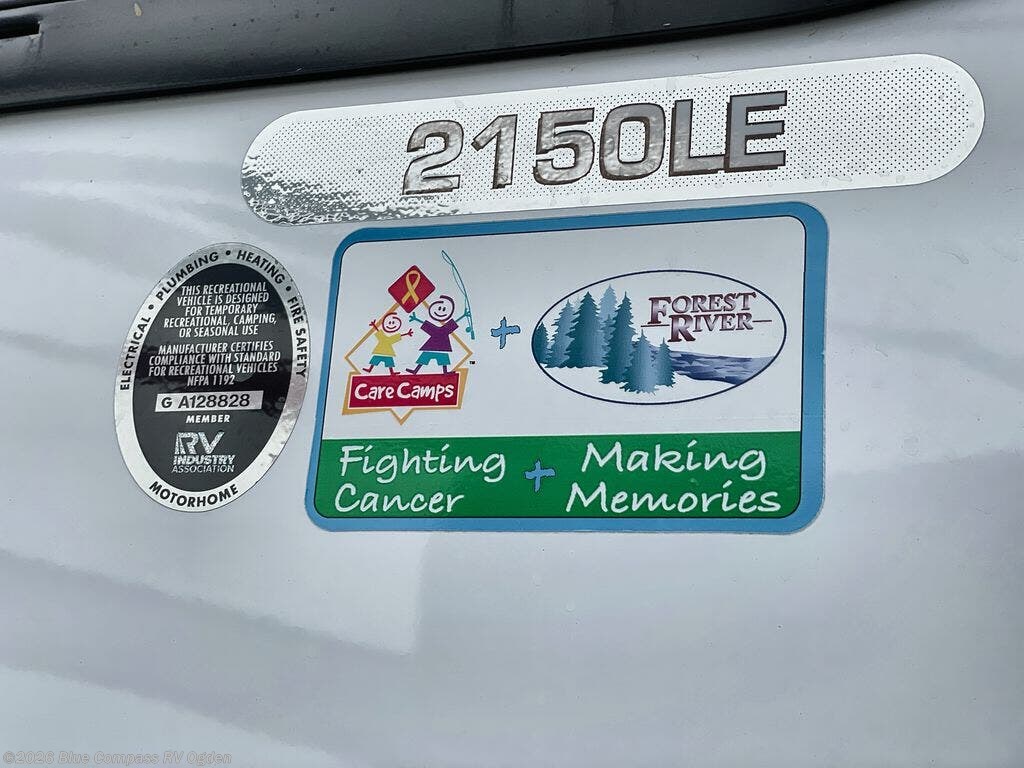 2150LE
ELECTRICAL • PLUMBING • HEATING • FIRE SAFETY
THIS RECREATIONAL
VEHICLE IS DESIGNED
FOR TEMPORARY
RECREATIONAL, CAMPING,
OR SEASONAL USE
MANUFACTURER CERTIFIES
COMPLIANCE WITH STANDARD
FOR RECREATIONAL VEHICLES
NFPA 1192
G A128828
MEMBER
RV
INDUSTRY
ASSOCIATION
MOTORHOME
Care Camps
™
+
FOREST
RIVER
Fighting
Cancer
+
Making
Memories
©2026 Blue Compass RV Ogden